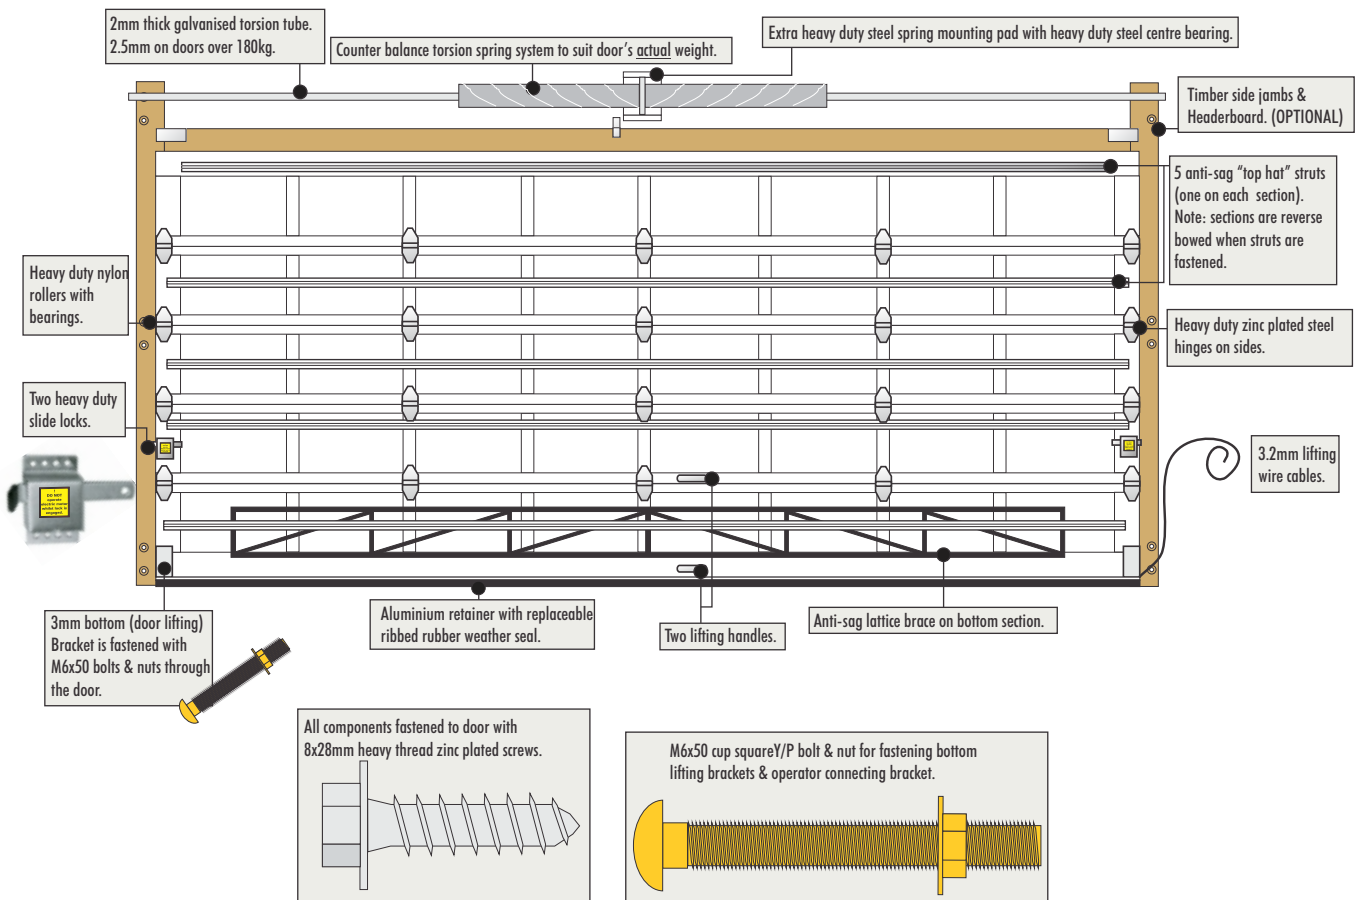 2mm thick galvanised torsion tube.
2.5mm on doors over 180kg.
Counter balance torsion spring system to suit door's actual weight.
Extra heavy duty steel spring mounting pad with heavy duty steel centre bearing.
Timber side jambs &
Headerboard. (OPTIONAL)
5 anti-sag “top hat” struts
(one on each section).
Note: sections are reverse
bowed when struts are
fastened.
Heavy duty nylon
rollers with
bearings.
Heavy duty zinc plated steel
hinges on sides.
Two heavy duty
slide locks.
3.2mm lifting
wire cables.
DO NOT
operate
electric motor
whilst lock is
engaged.
3mm bottom (door lifting)
Bracket is fastened with
M6x50 bolts & nuts through
the door.
Aluminium retainer with replaceable
ribbed rubber weather seal.
Two lifting handles.
Anti-sag lattice brace on bottom section.
All components fastened to door with
8x28mm heavy thread zinc plated screws.
M6x50 cup squareY/P bolt & nut for fastening bottom
lifting brackets & operator connecting bracket.